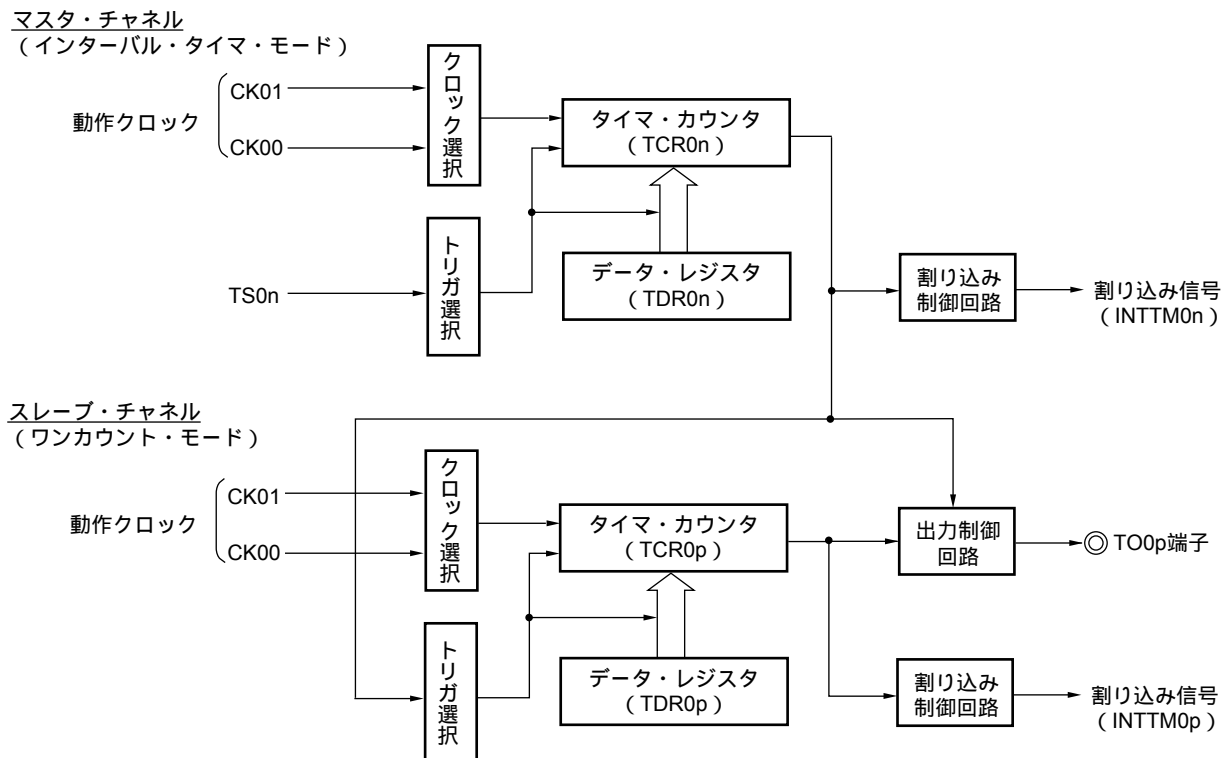 マスタ・チャネル
（インターバル・タイマ・モード）
動作クロック
CK01
CK00
クロック選択
タイマ・カウンタ
（TCR0n）
TS0n
トリガ選択
データ・レジスタ
（TDR0n）
割り込み
制御回路
割り込み信号
（INTTM0n）
スレーブ・チャネル
（ワンカウント・モード）
動作クロック
CK01
CK00
クロック選択
タイマ・カウンタ
（TCR0p）
出力制御
回路
TO0p端子
トリガ選択
データ・レジスタ
（TDR0p）
割り込み
制御回路
割り込み信号
（INTTM0p）